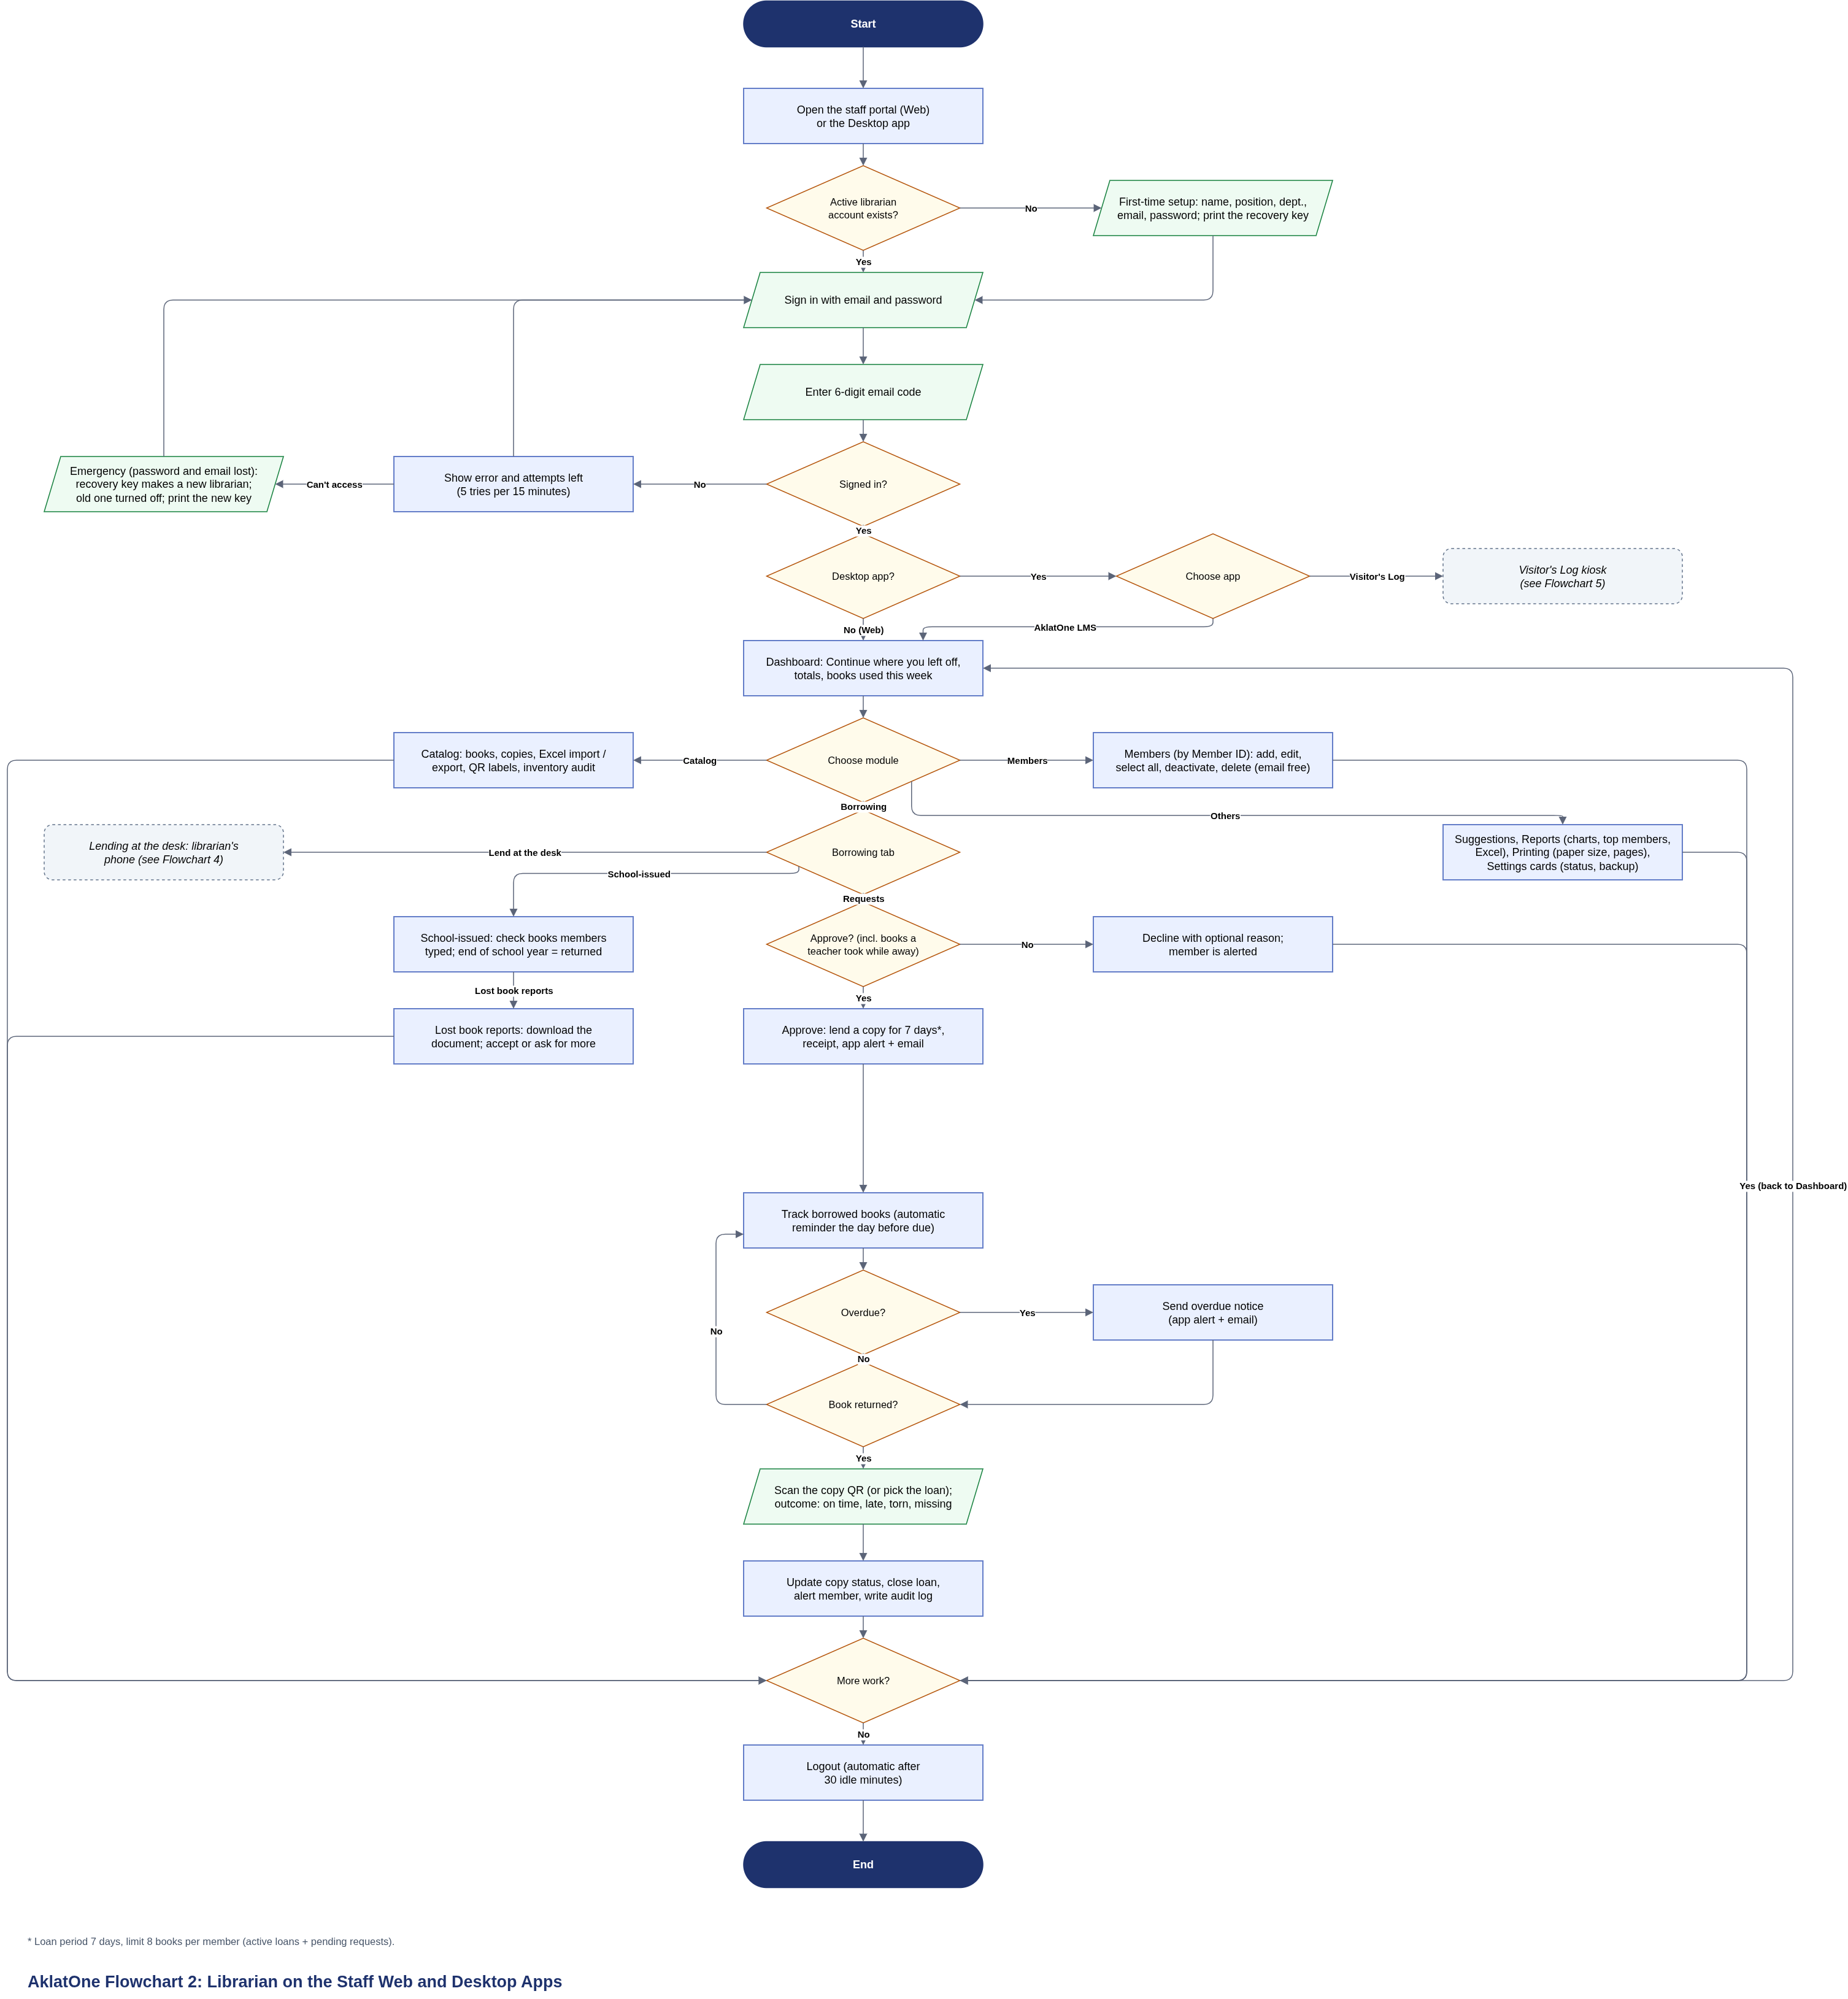 Start
Open the staff portal (Web)
or the Desktop app
Active librarian
account exists?
No
First-time setup: name, position, dept.,
email, password; print the recovery key
Yes
Sign in with email and password
Enter 6-digit email code
Emergency (password and email lost):
recovery key makes a new librarian;
old one turned off; print the new key
Can't access
Show error and attempts left
(5 tries per 15 minutes)
No
Signed in?
Yes
Desktop app?
Yes
Choose app
Visitor's Log
Visitor's Log kiosk
(see Flowchart 5)
No (Web)
AklatOne LMS
Dashboard: Continue where you left off,
totals, books used this week
Catalog: books, copies, Excel import /
export, QR labels, inventory audit
Catalog
Choose module
Members
Members (by Member ID): add, edit,
select all, deactivate, delete (email free)
Borrowing
Others
Lending at the desk: librarian's
phone (see Flowchart 4)
Lend at the desk
Borrowing tab
Suggestions, Reports (charts, top members,
Excel), Printing (paper size, pages),
Settings cards (status, backup)
School-issued
Requests
School-issued: check books members
typed; end of school year = returned
Approve? (incl. books a
teacher took while away)
No
Decline with optional reason;
member is alerted
Lost book reports
Yes
Lost book reports: download the
document; accept or ask for more
Approve: lend a copy for 7 days*,
receipt, app alert + email
Yes (back to Dashboard)
Track borrowed books (automatic
reminder the day before due)
Overdue?
Yes
Send overdue notice
(app alert + email)
No
No
Book returned?
Yes
Scan the copy QR (or pick the loan);
outcome: on time, late, torn, missing
Update copy status, close loan,
alert member, write audit log
More work?
No
Logout (automatic after
30 idle minutes)
End
* Loan period 7 days, limit 8 books per member (active loans + pending requests).
AklatOne Flowchart 2: Librarian on the Staff Web and Desktop Apps